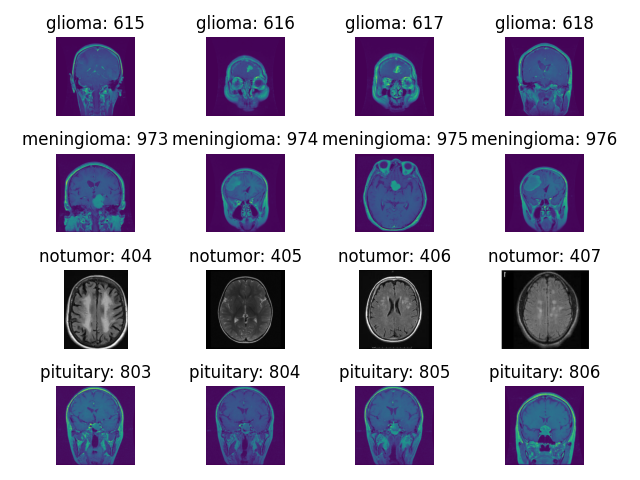 glioma: 615 glioma: 616 glioma: 617 glioma: 618
meningioma: 973 meningioma: 974 meningioma: 975 meningioma: 976
notumor: 404 notumor: 405 notumor: 406 notumor: 407
pituitary: 803 pituitary: 804 pituitary: 805 pituitary: 806